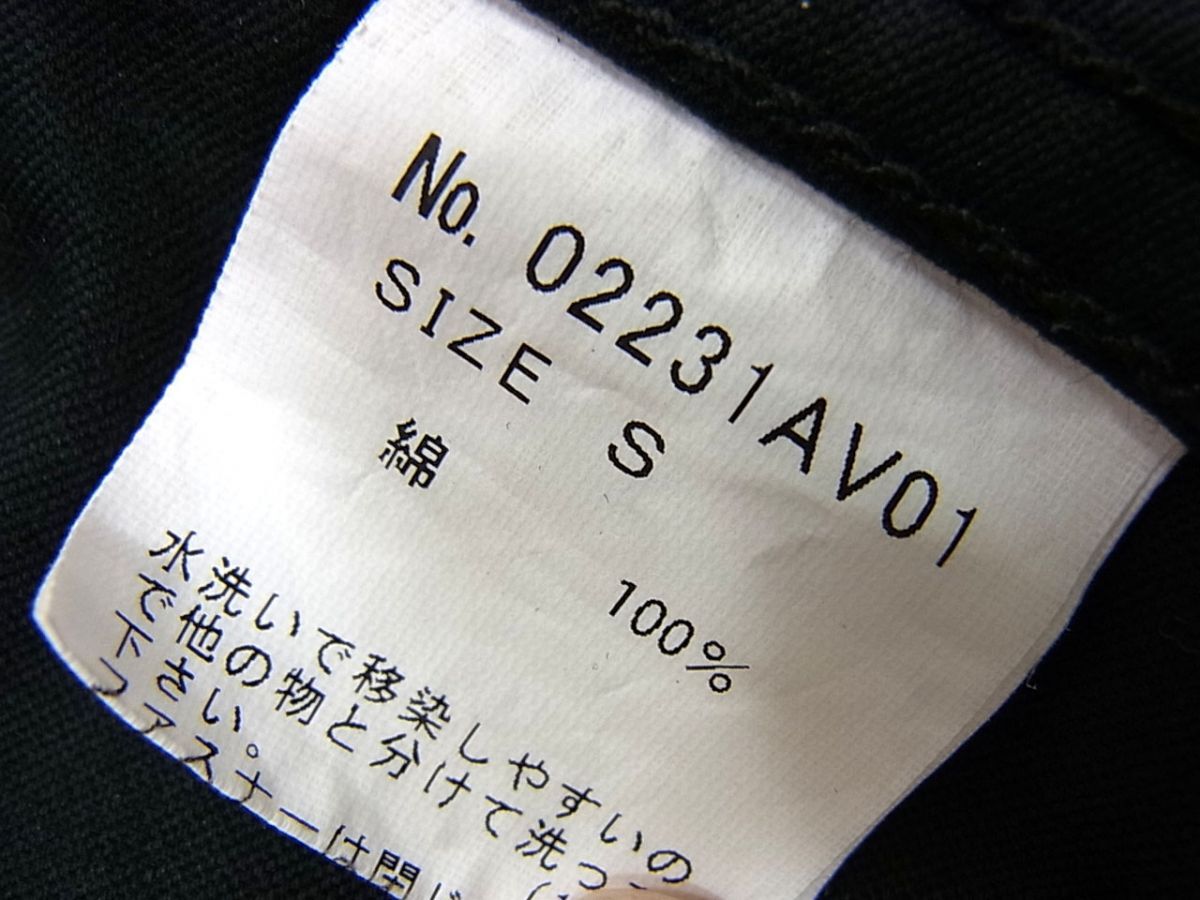 No. 02231AV01
SIZE S
綿 100%
水洗いで移染しやすいの
で他の物と分けて洗っ
下さい。
ファスナーは閉じ